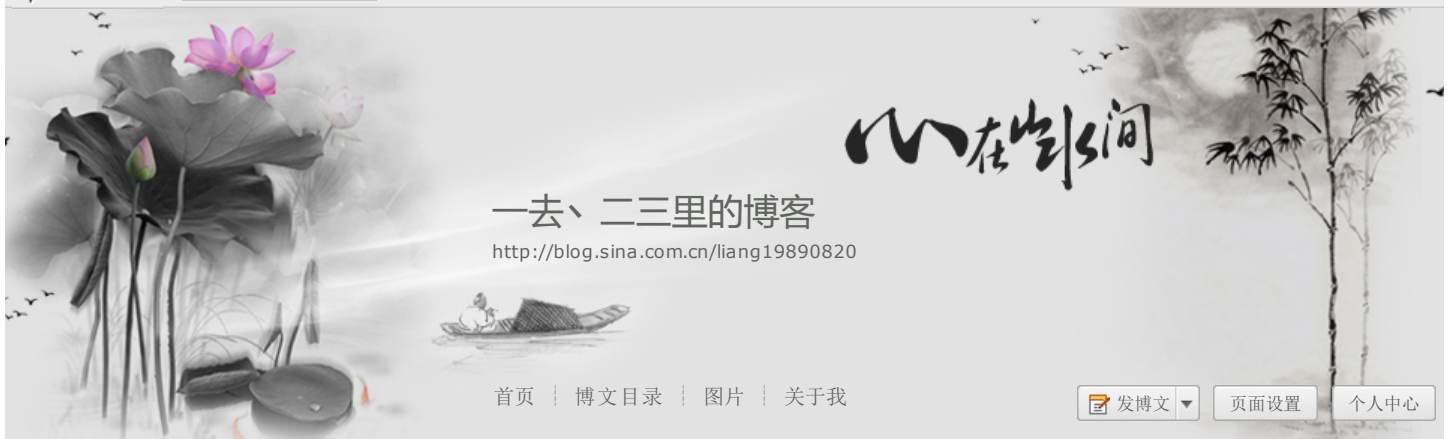 心在山水间
一去丶二三里的博客
http://blog.sina.com.cn/liang19890820
首页 博文目录 图片 关于我
发博文 页面设置 个人中心